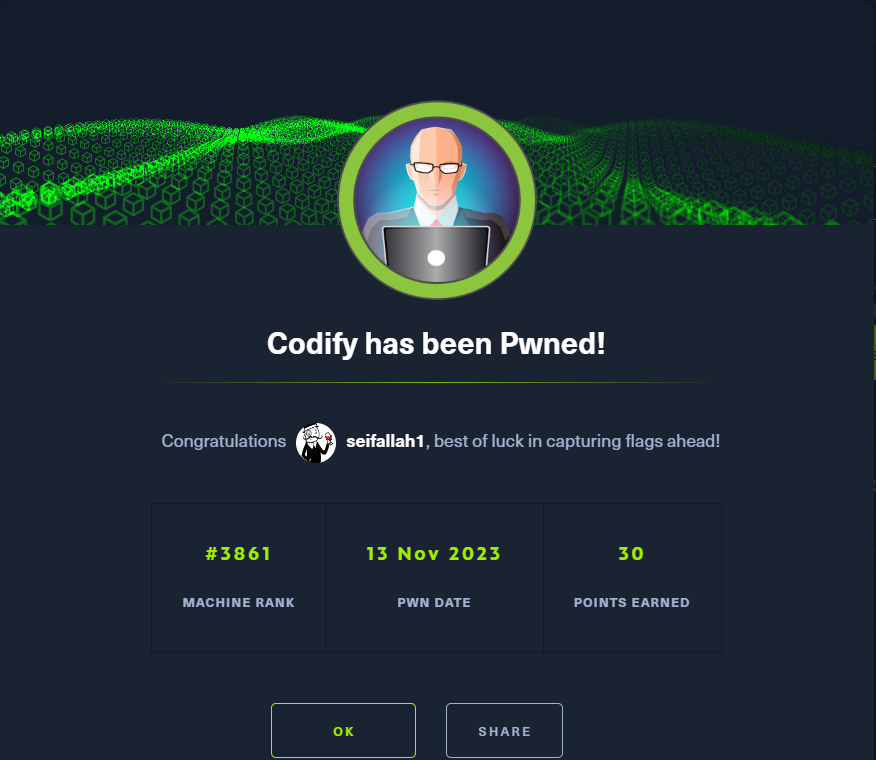 Codify has been Pwned!
Congratulations seifallah1, best of luck in capturing flags ahead!
#3861 13 Nov 2023 30
MACHINE RANK PWN DATE POINTS EARNED
OK SHARE